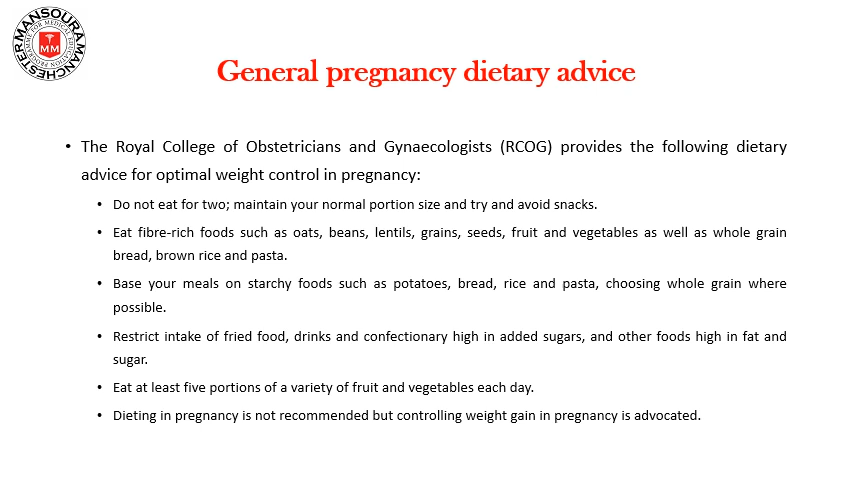 MANSOURA
MANCHESTER
PROGRAMME FOR MEDICAL EDUCATION
MM
General pregnancy dietary advice
• The Royal College of Obstetricians and Gynaecologists (RCOG) provides the following dietary
advice for optimal weight control in pregnancy:
• Do not eat for two; maintain your normal portion size and try and avoid snacks.
• Eat fibre-rich foods such as oats, beans, lentils, grains, seeds, fruit and vegetables as well as whole grain
bread, brown rice and pasta.
• Base your meals on starchy foods such as potatoes, bread, rice and pasta, choosing whole grain where
possible.
• Restrict intake of fried food, drinks and confectionary high in added sugars, and other foods high in fat and
sugar.
• Eat at least five portions of a variety of fruit and vegetables each day.
• Dieting in pregnancy is not recommended but controlling weight gain in pregnancy is advocated.